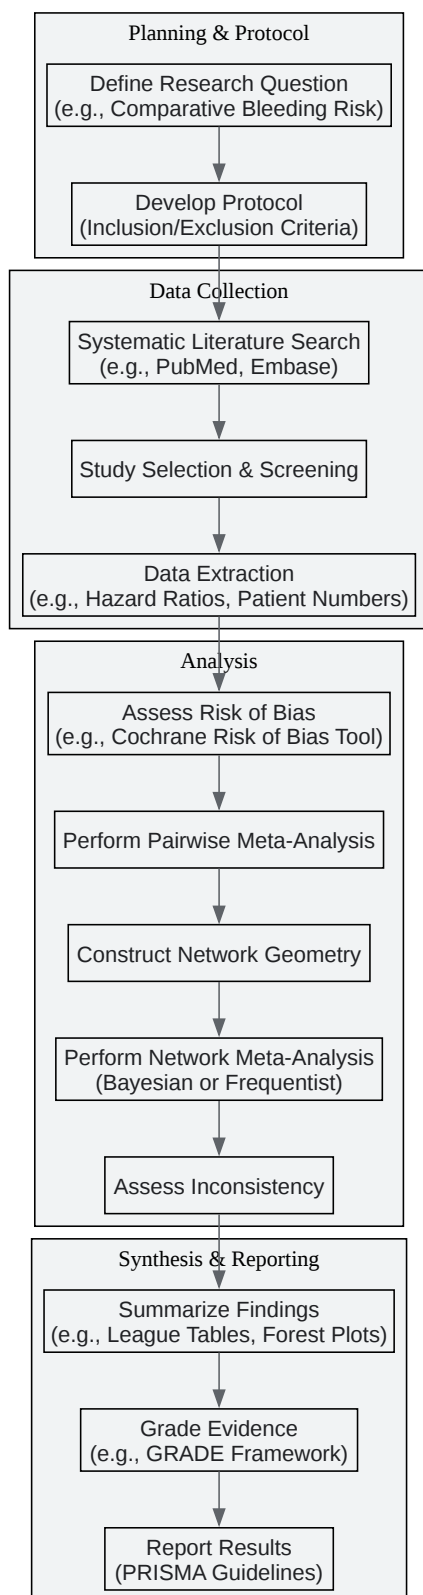 Planning & Protocol
Define Research Question
(e.g., Comparative Bleeding Risk)
Develop Protocol
(Inclusion/Exclusion Criteria)
Data Collection
Systematic Literature Search
(e.g., PubMed, Embase)
Study Selection & Screening
Data Extraction
(e.g., Hazard Ratios, Patient Numbers)
Analysis
Assess Risk of Bias
(e.g., Cochrane Risk of Bias Tool)
Perform Pairwise Meta-Analysis
Construct Network Geometry
Perform Network Meta-Analysis
(Bayesian or Frequentist)
Assess Inconsistency
Synthesis & Reporting
Summarize Findings
(e.g., League Tables, Forest Plots)
Grade Evidence
(e.g., GRADE Framework)
Report Results
(PRISMA Guidelines)